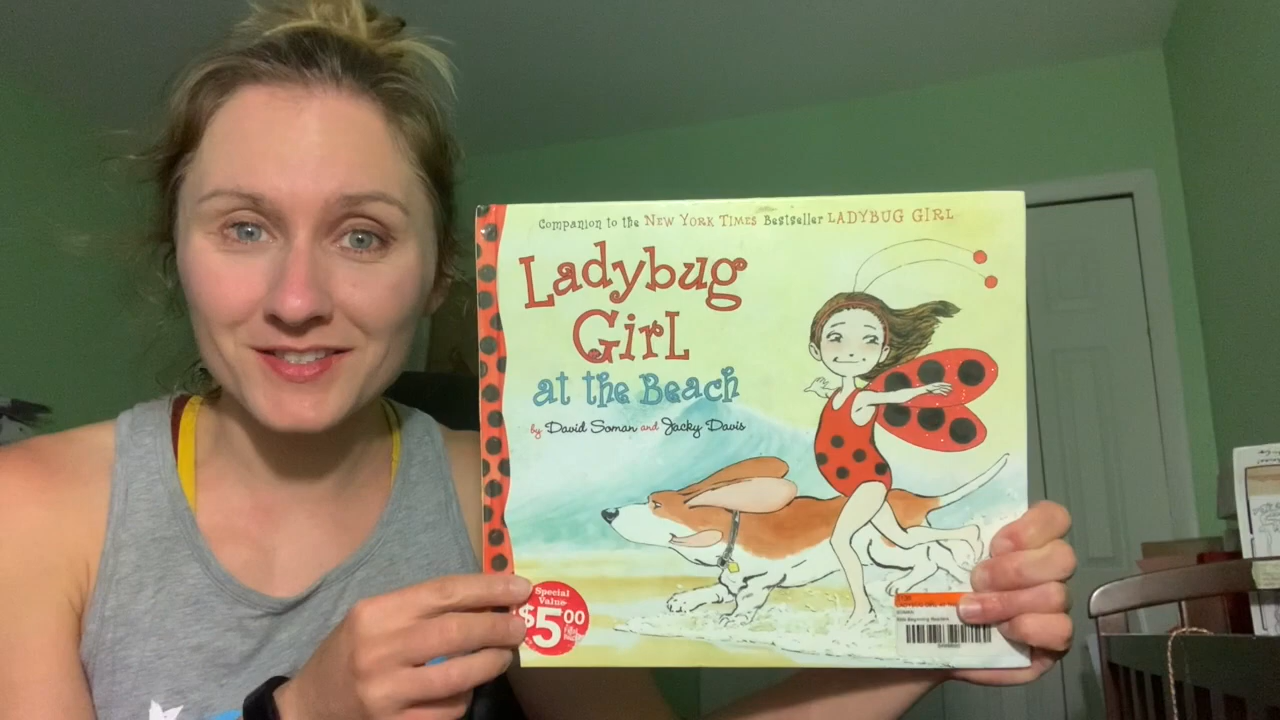 Companion to the NEW YORK TIMES Bestseller LADYBUG GIRL
Ladybug
Girl
at the Beach
by David Soman and Jacky Davis
Special
Value
$5.00